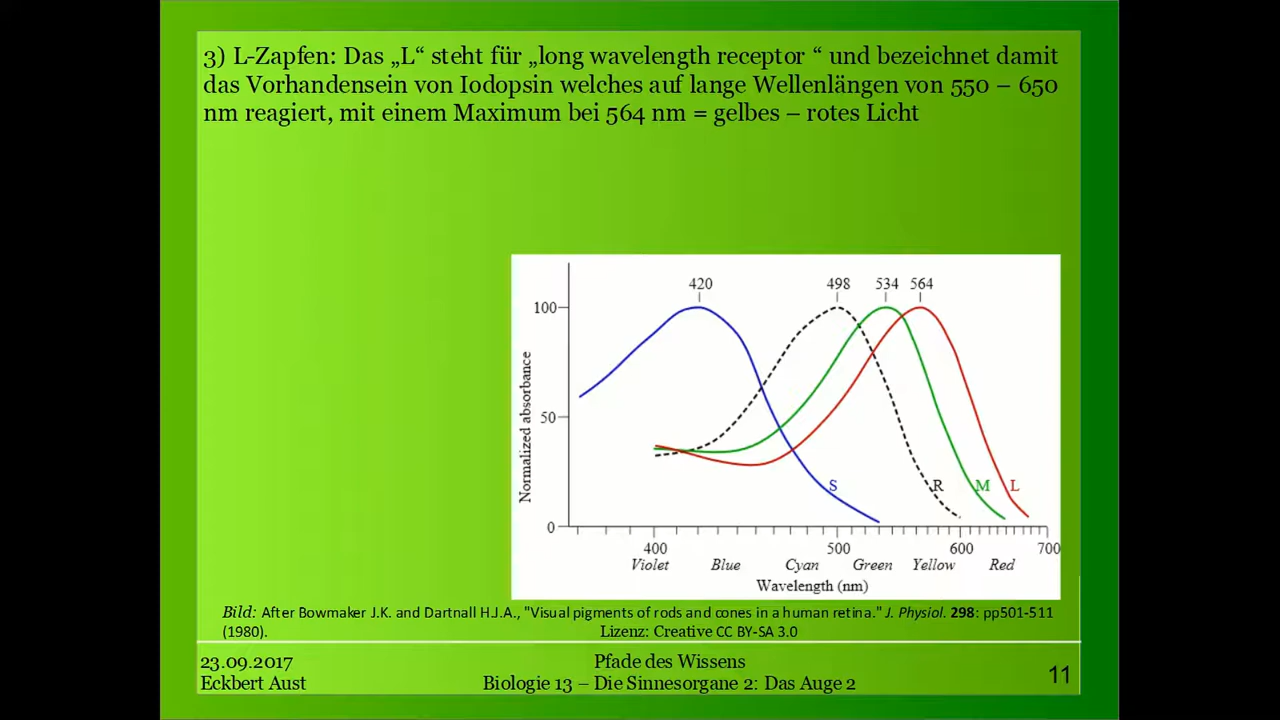 3) L-Zapfen: Das „L“ steht für „long wavelength receptor “ und bezeichnet damit
das Vorhandensein von Iodopsin welches auf lange Wellenlängen von 550 – 650
nm reagiert, mit einem Maximum bei 564 nm = gelbes – rotes Licht
420 498 534 564
100
50
0
Normalized absorbance
S R M L
400 500 600 700
Violet Blue Cyan Green Yellow Red
Wavelength (nm)
Bild: After Bowmaker J.K. and Dartnall H.J.A., "Visual pigments of rods and cones in a human retina." J. Physiol. 298: pp501-511
(1980). Lizenz: Creative CC BY-SA 3.0
23.09.2017 Pfade des Wissens
Eckbert Aust Biologie 13 – Die Sinnesorgane 2: Das Auge 2 11